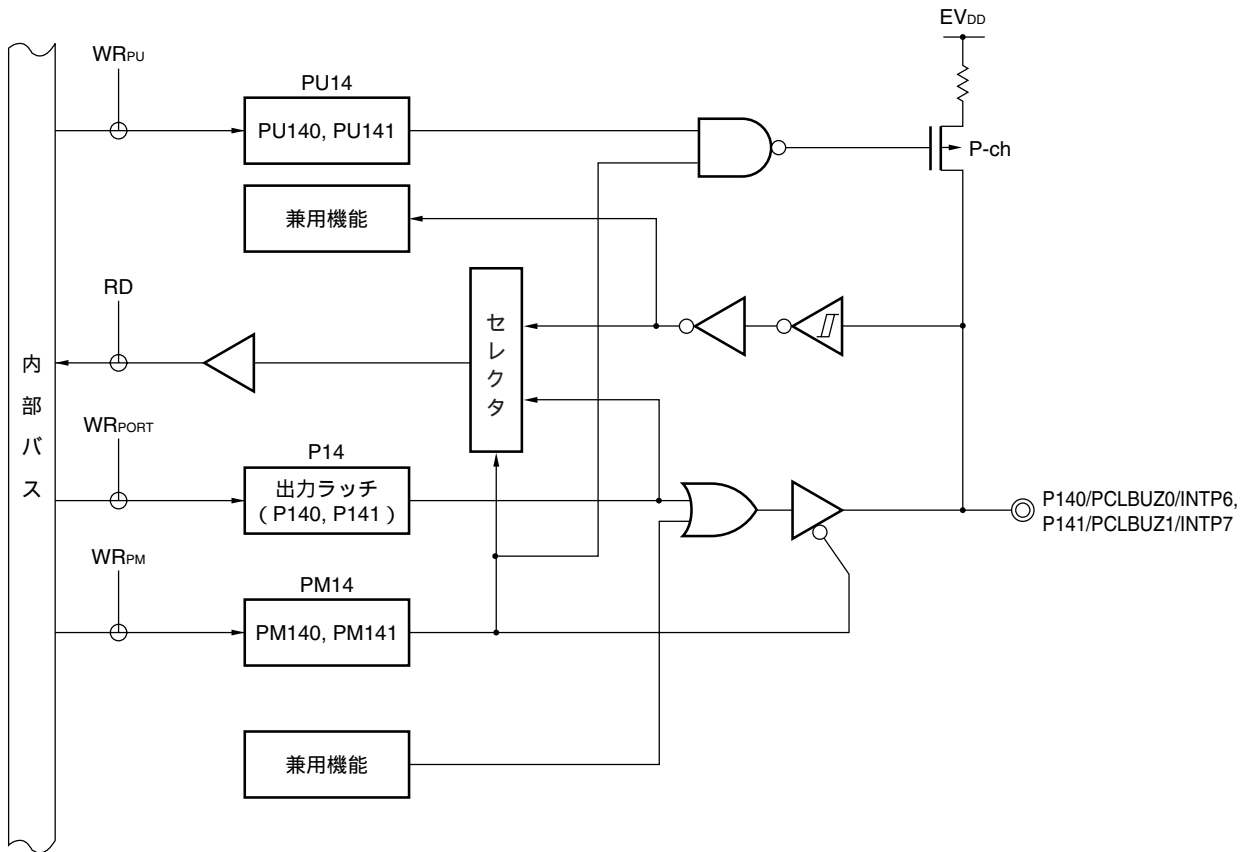 EVDD
WRPU
PU14
PU140, PU141
P-ch
兼用機能
RD
セレクタ
内部バス
WRPORT
P14
出力ラッチ
( P140, P141 )
P140/PCLBUZ0/INTP6,
P141/PCLBUZ1/INTP7
WRPM
PM14
PM140, PM141
兼用機能